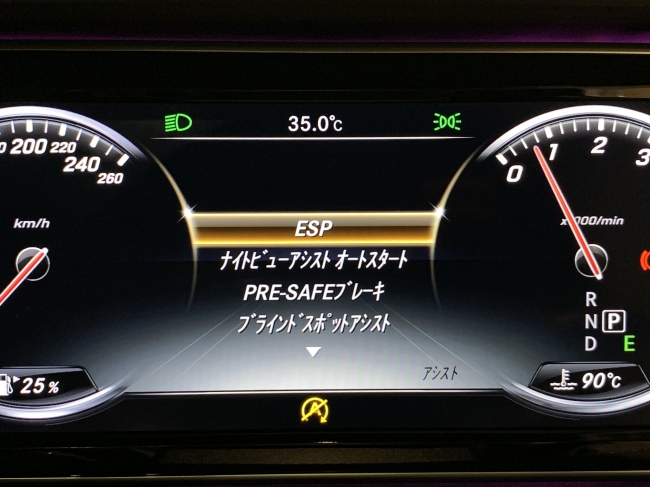 35.0℃
200 220
240
260
km/h
0 1 2 3
x1000/min
ESP
ﾅｲﾄﾋﾞｭｰｱｼｽﾄ ｵｰﾄｽﾀｰﾄ
PRE-SAFEﾌﾞﾚｰｷ
ﾌﾞﾗｲﾝﾄﾞｽﾎﾟｯﾄｱｼｽﾄ
ｱｼｽﾄ
R
N P
D E
25%
90℃
A